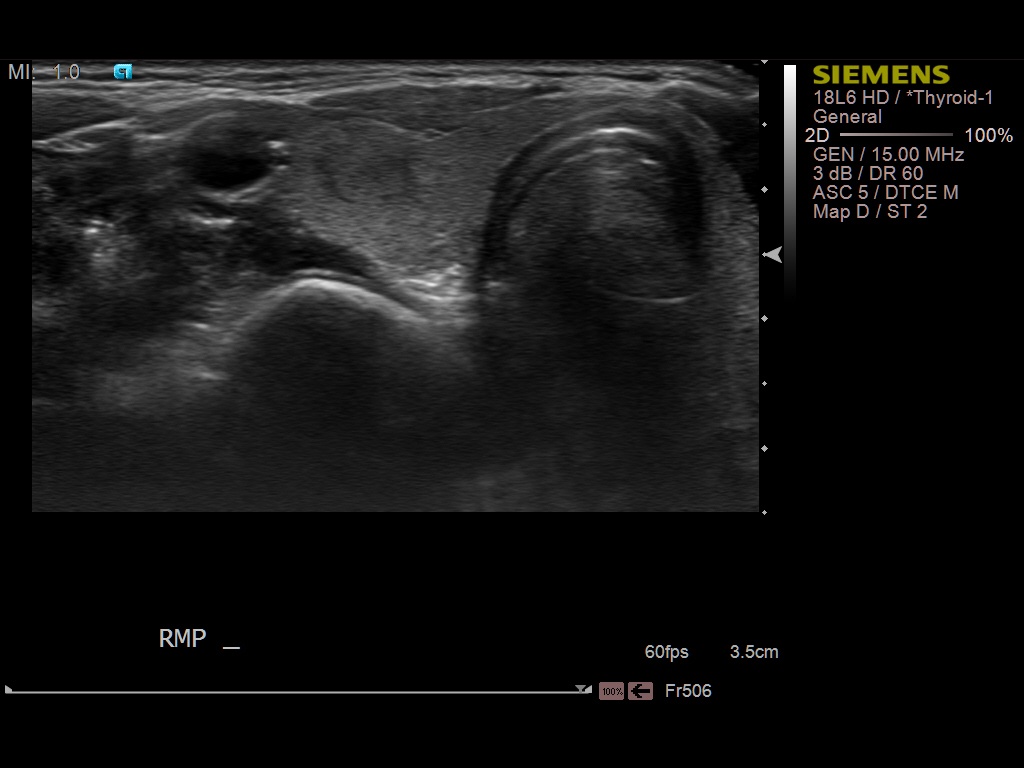 MI: 1.0
SIEMENS
18L6 HD / *Thyroid-1
General
2D 100%
GEN / 15.00 MHz
3 dB / DR 60
ASC 5 / DTCE M
Map D / ST 2
RMP _
60fps 3.5cm
100% Fr506